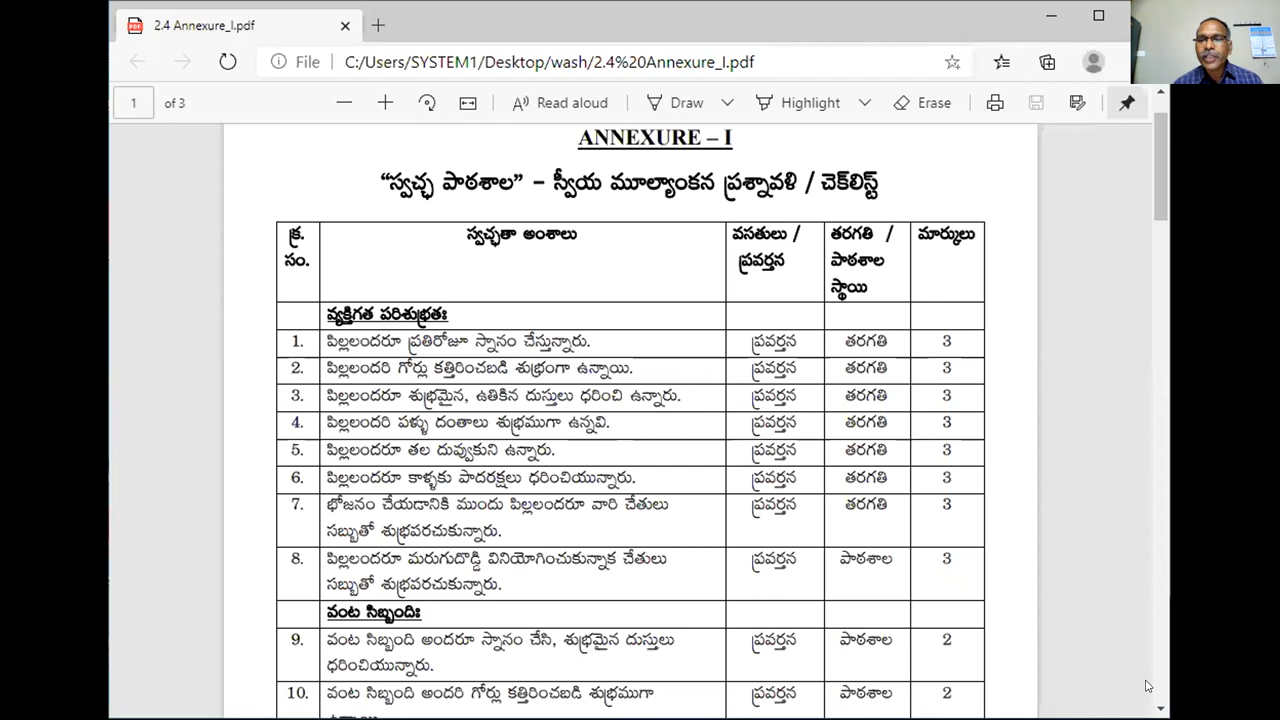 2.4 Annexure_I.pdf
File C:/Users/SYSTEM1/Desktop/wash/2.4%20Annexure_I.pdf
1 of 3 Read aloud Draw Highlight Erase
ANNEXURE – I
“స్వచ్ఛ పాఠశాల” - స్వీయ మూల్యాంకన ప్రశ్నావళి / చెక్‌లిస్ట్
క్ర. సం. స్వచ్ఛతా అంశాలు వసతులు / ప్రవర్తన తరగతి / పాఠశాల స్థాయి మార్కులు
వ్యక్తిగత పరిశుభ్రతః
1. పిల్లలందరూ ప్రతిరోజూ స్నానం చేస్తున్నారు. ప్రవర్తన తరగతి 3
2. పిల్లలందరి గోర్లు కత్తిరించబడి శుభ్రంగా ఉన్నాయి. ప్రవర్తన తరగతి 3
3. పిల్లలందరూ శుభ్రమైన, ఉతికిన దుస్తులు ధరించి ఉన్నారు. ప్రవర్తన తరగతి 3
4. పిల్లలందరి పళ్ళు దంతాలు శుభ్రముగా ఉన్నవి. ప్రవర్తన తరగతి 3
5. పిల్లలందరూ తల దువ్వుకుని ఉన్నారు. ప్రవర్తన తరగతి 3
6. పిల్లలందరూ కాళ్ళకు పాదరక్షలు ధరించియున్నారు. ప్రవర్తన తరగతి 3
7. భోజనం చేయడానికి ముందు పిల్లలందరూ వారి చేతులు ప్రవర్తన తరగతి 3
సబ్బుతో శుభ్రపరచుకున్నారు.
8. పిల్లలందరూ మరుగుదొడ్డి వినియోగించుకున్నాక చేతులు ప్రవర్తన పాఠశాల 3
సబ్బుతో శుభ్రపరచుకున్నారు.
వంట సిబ్బందిః
9. వంట సిబ్బంది అందరూ స్నానం చేసి, శుభ్రమైన దుస్తులు ప్రవర్తన పాఠశాల 2
ధరించియున్నారు.
10. వంట సిబ్బంది అందరి గోర్లు కత్తిరించబడి శుభ్రముగా ప్రవర్తన పాఠశాల 2